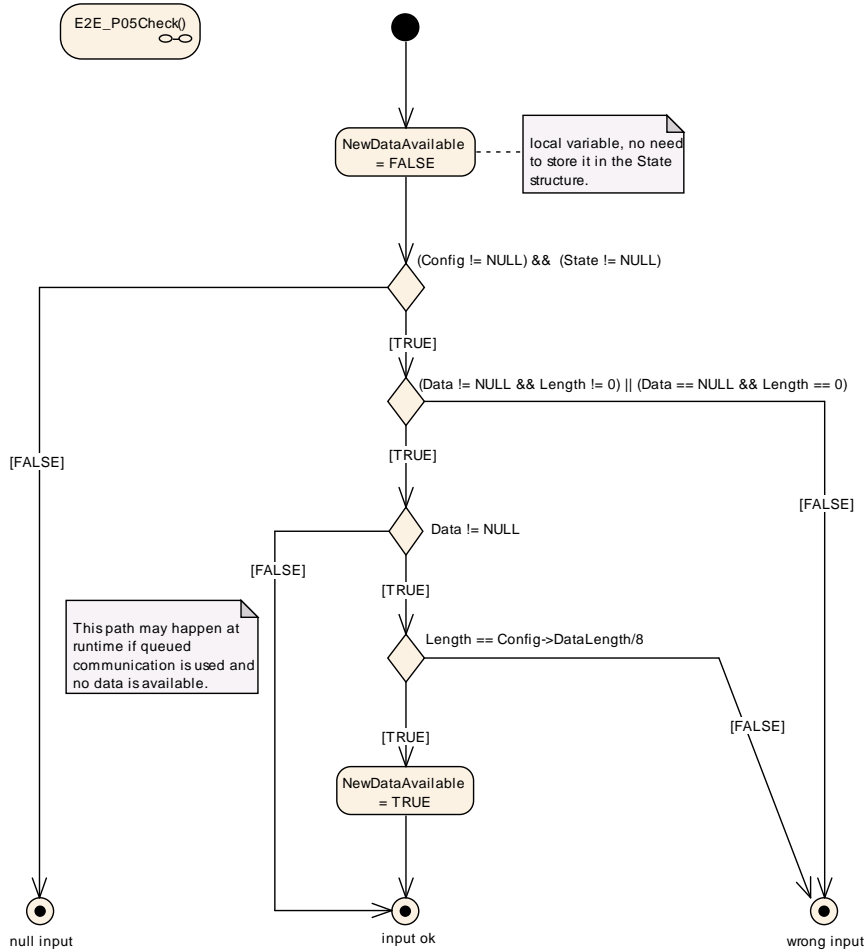 E2E_P05Check()
NewDataAvailable
= FALSE
local variable, no need
to store it in the State
structure.
(Config != NULL) && (State != NULL)
[TRUE]
(Data != NULL && Length != 0) || (Data == NULL && Length == 0)
[TRUE]
[FALSE]
[FALSE]
Data != NULL
[FALSE]
[TRUE]
This path may happen at
runtime if queued
communication is used and
no data is available.
Length == Config->DataLength/8
[FALSE]
[TRUE]
NewDataAvailable
= TRUE
null input
input ok
wrong input